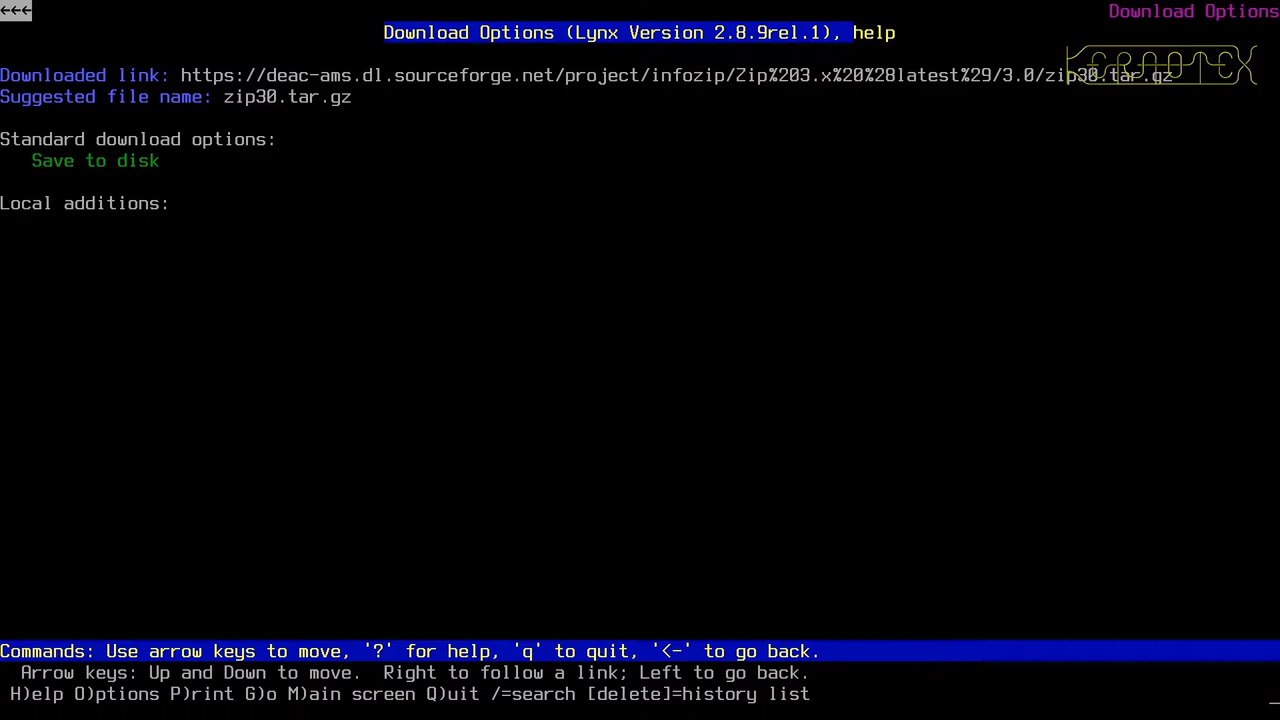 ←←← Download Options
Download Options (Lynx Version 2.8.9rel.1), help
KERNOTEX
Downloaded link: https://deac-ams.dl.sourceforge.net/project/infozip/Zip%203.x%20%28latest%29/3.0/zip30.tar.gz
Suggested file name: zip30.tar.gz
Standard download options:
Save to disk
Local additions:
Commands: Use arrow keys to move, '?' for help, 'q' to quit, '<-' to go back.
Arrow keys: Up and Down to move. Right to follow a link; Left to go back.
H)elp O)ptions P)rint G)o M)ain screen Q)uit /=search [delete]=history list